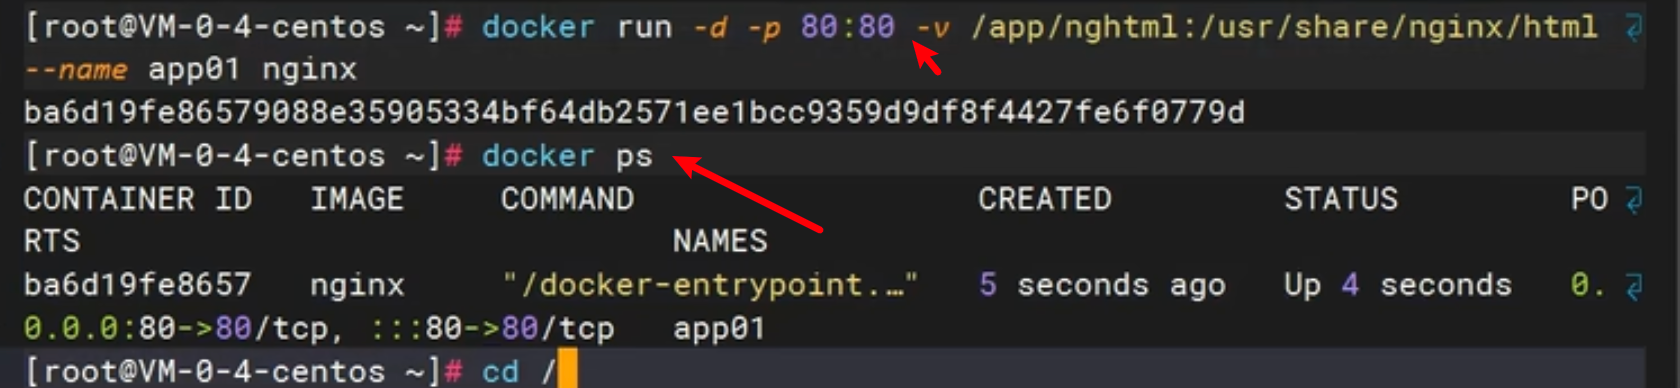 [root@VM-0-4-centos ~]# docker run -d -p 80:80 -v /app/nghtml:/usr/share/nginx/html
--name app01 nginx
ba6d19fe86579088e35905334bf64db2571ee1bcc9359d9df8f4427fe6f0779d
[root@VM-0-4-centos ~]# docker ps
CONTAINER ID   IMAGE     COMMAND                  CREATED         STATUS         PO
RTS                               NAMES
ba6d19fe8657   nginx     "/docker-entrypoint.…"   5 seconds ago   Up 4 seconds   0.
0.0.0:80->80/tcp, :::80->80/tcp   app01
[root@VM-0-4-centos ~]# cd /